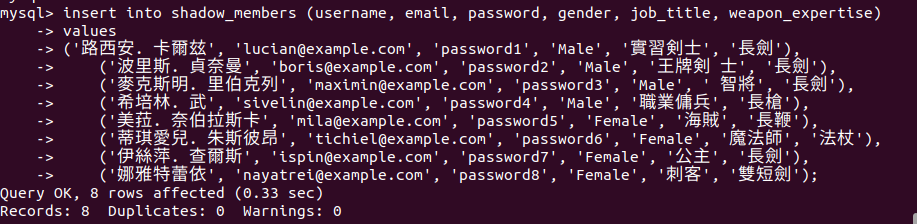 mysql> insert into shadow_members (username, email, password, gender, job_title, weapon_expertise)
-> values
-> ('路西安. 卡爾茲', 'lucian@example.com', 'password1', 'Male', '實習剣士', '長劍'),
-> ('波里斯. 貞奈曼', 'boris@example.com', 'password2', 'Male', '王牌剣 士', '長劍'),
-> ('麥克斯明. 里伯克列', 'maximin@example.com', 'password3', 'Male', ' 智將', '長劍'),
-> ('希培林. 武', 'sivelin@example.com', 'password4', 'Male', '職業傭兵', '長槍'),
-> ('美菈. 奈伯拉斯卡', 'mila@example.com', 'password5', 'Female', '海賊', '長鞭'),
-> ('蒂琪愛兒. 朱斯彼昂', 'tichiel@example.com', 'password6', 'Female', '魔法師', '法杖'),
-> ('伊絲萍. 查爾斯', 'ispin@example.com', 'password7', 'Female', '公主', '長劍'),
-> ('娜雅特蕾依', 'nayatrei@example.com', 'password8', 'Female', '刺客', '雙短劍');
Query OK, 8 rows affected (0.33 sec)
Records: 8  Duplicates: 0  Warnings: 0